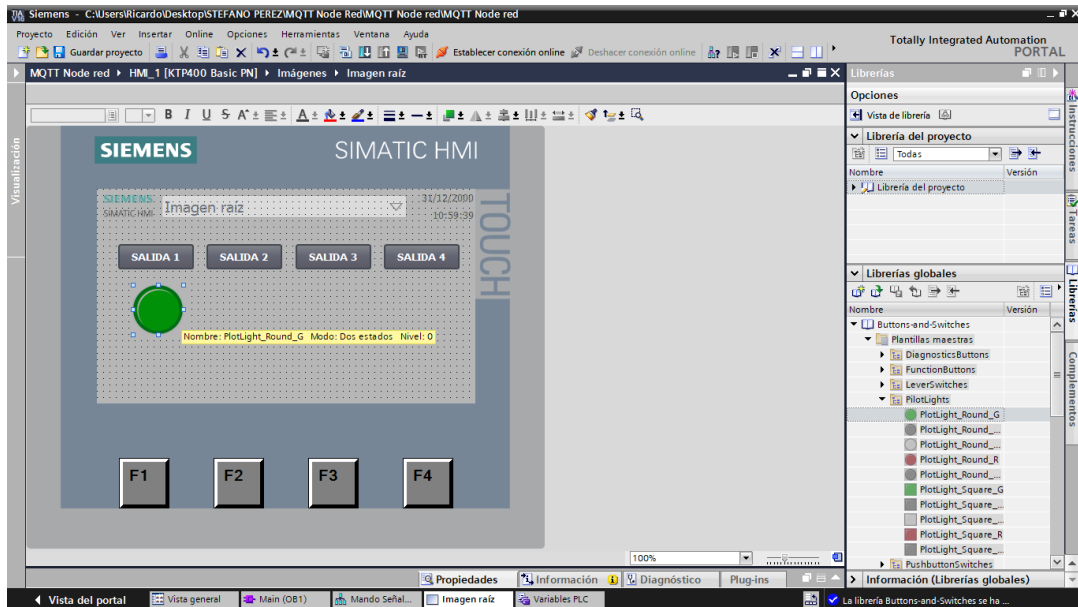 Siemens - C:\Users\Ricardo\Desktop\STEFANO PEREZ\MQTT Node Red\MQTT Node red\MQTT Node red
Proyecto Edición Ver Insertar Online Opciones Herramientas Ventana Ayuda
Guardar proyecto
Establecer conexión online
Deshacer conexión online
Totally Integrated Automation
PORTAL
MQTT Node red HMI_1 [KTP400 Basic PN] Imágenes Imagen raíz
Visualización
B I U S A A
SIEMENS
SIMATIC HMI
SIEMENS
SIMATIC HMI
Imagen raíz
31/12/2000
10:59:39
TOUCH
SALIDA 1 SALIDA 2 SALIDA 3 SALIDA 4
Nombre: PlotLight_Round_G Modo: Dos estados Nivel: 0
F1 F2 F3 F4
100%
Propiedades Información Diagnóstico Plug-ins
Librerías
Opciones
Vista de librería
Librería del proyecto
Todas
Nombre Versión
Librería del proyecto
Librerías globales
Nombre Versión
Buttons-and-Switches
Plantillas maestras
DiagnosticsButtons
FunctionButtons
LeverSwitches
PilotLights
PlotLight_Round_G
PlotLight_Round_...
PlotLight_Round_...
PlotLight_Round_R
PlotLight_Round_...
PlotLight_Square_G
PlotLight_Square_...
PlotLight_Square_...
PlotLight_Square_R
PlotLight_Square_...
PushbuttonSwitches
Información (Librerías globales)
Instrucciones
Tareas
Librerías
Complementos
Vista del portal Vista general Main (OB1) Mando Señal... Imagen raíz Variables PLC
La librería Buttons-and-Switches se ha ...